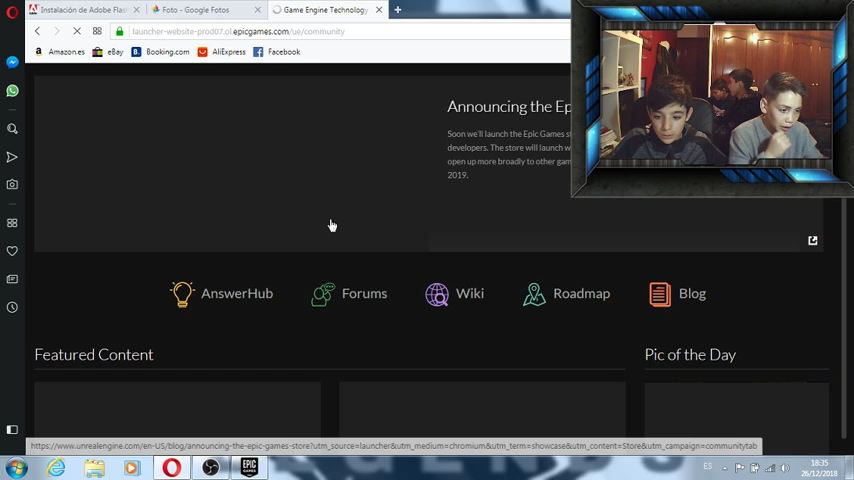 Instalación de Adobe Flas
Foto - Google Fotos
Game Engine Technology
launcher-website-prod07.ol.epicgames.com/ue/community
Amazon.es
eBay
Booking.com
AliExpress
Facebook
Announcing the Ep
Soon we'll launch the Epic Games s
developers. The store will launch w
open up more broadly to other gam
2019.
AnswerHub
Forums
Wiki
Roadmap
Blog
Featured Content
Pic of the Day
https://www.unrealengine.com/en-US/blog/announcing-the-epic-games-store?utm_source=launcher&utm_medium=chromium&utm_term=showcase&utm_content=Store&utm_campaign=communitytab
EPIC
GAMES
ES
18:35
26/12/2018